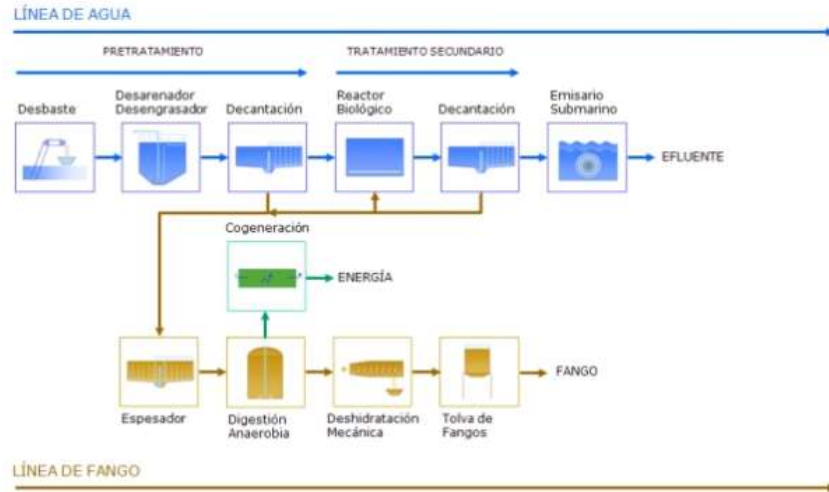 LÍNEA DE AGUA
PRETRATAMIENTO
TRATAMIENTO SECUNDARIO
Desbaste
Desarenador
Desengrasador
Decantación
Reactor
Biológico
Decantación
Emisario
Submarino
EFLUENTE
Cogeneración
ENERGÍA
FANGO
Espesador
Digestión
Anaerobia
Deshidratación
Mecánica
Tolva de
Fangos
LÍNEA DE FANGO